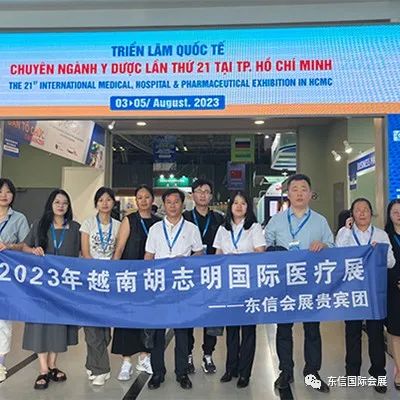 TRIỂN LÃM QUỐC TẾ
CHUYÊN NGÀNH Y DƯỢC LẦN THỨ 21 TẠI TP. HỒ CHÍ MINH
THE 21ST INTERNATIONAL MEDICAL, HOSPITAL & PHARMACEUTICAL EXHIBITION IN HCMC
03>05/ August. 2023
2023年越南胡志明国际医疗展
——东信会展贵宾团
东信国际会展